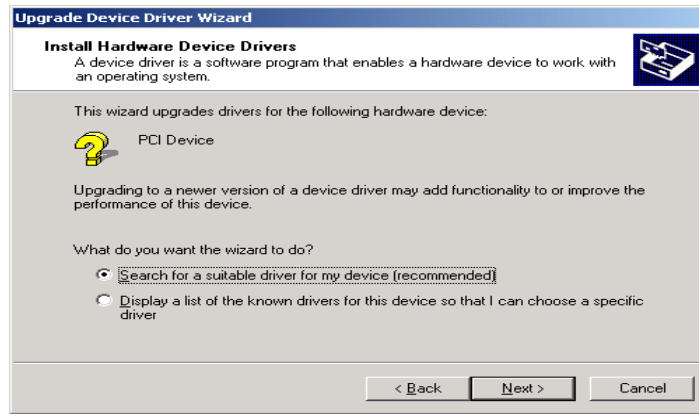 Upgrade Device Driver Wizard
Install Hardware Device Drivers
A device driver is a software program that enables a hardware device to work with
an operating system.
This wizard upgrades drivers for the following hardware device:
PCI Device
Upgrading to a newer version of a device driver may add functionality to or improve the
performance of this device.
What do you want the wizard to do?
Search for a suitable driver for my device (recommended)
Display a list of the known drivers for this device so that I can choose a specific
driver
< Back Next > Cancel